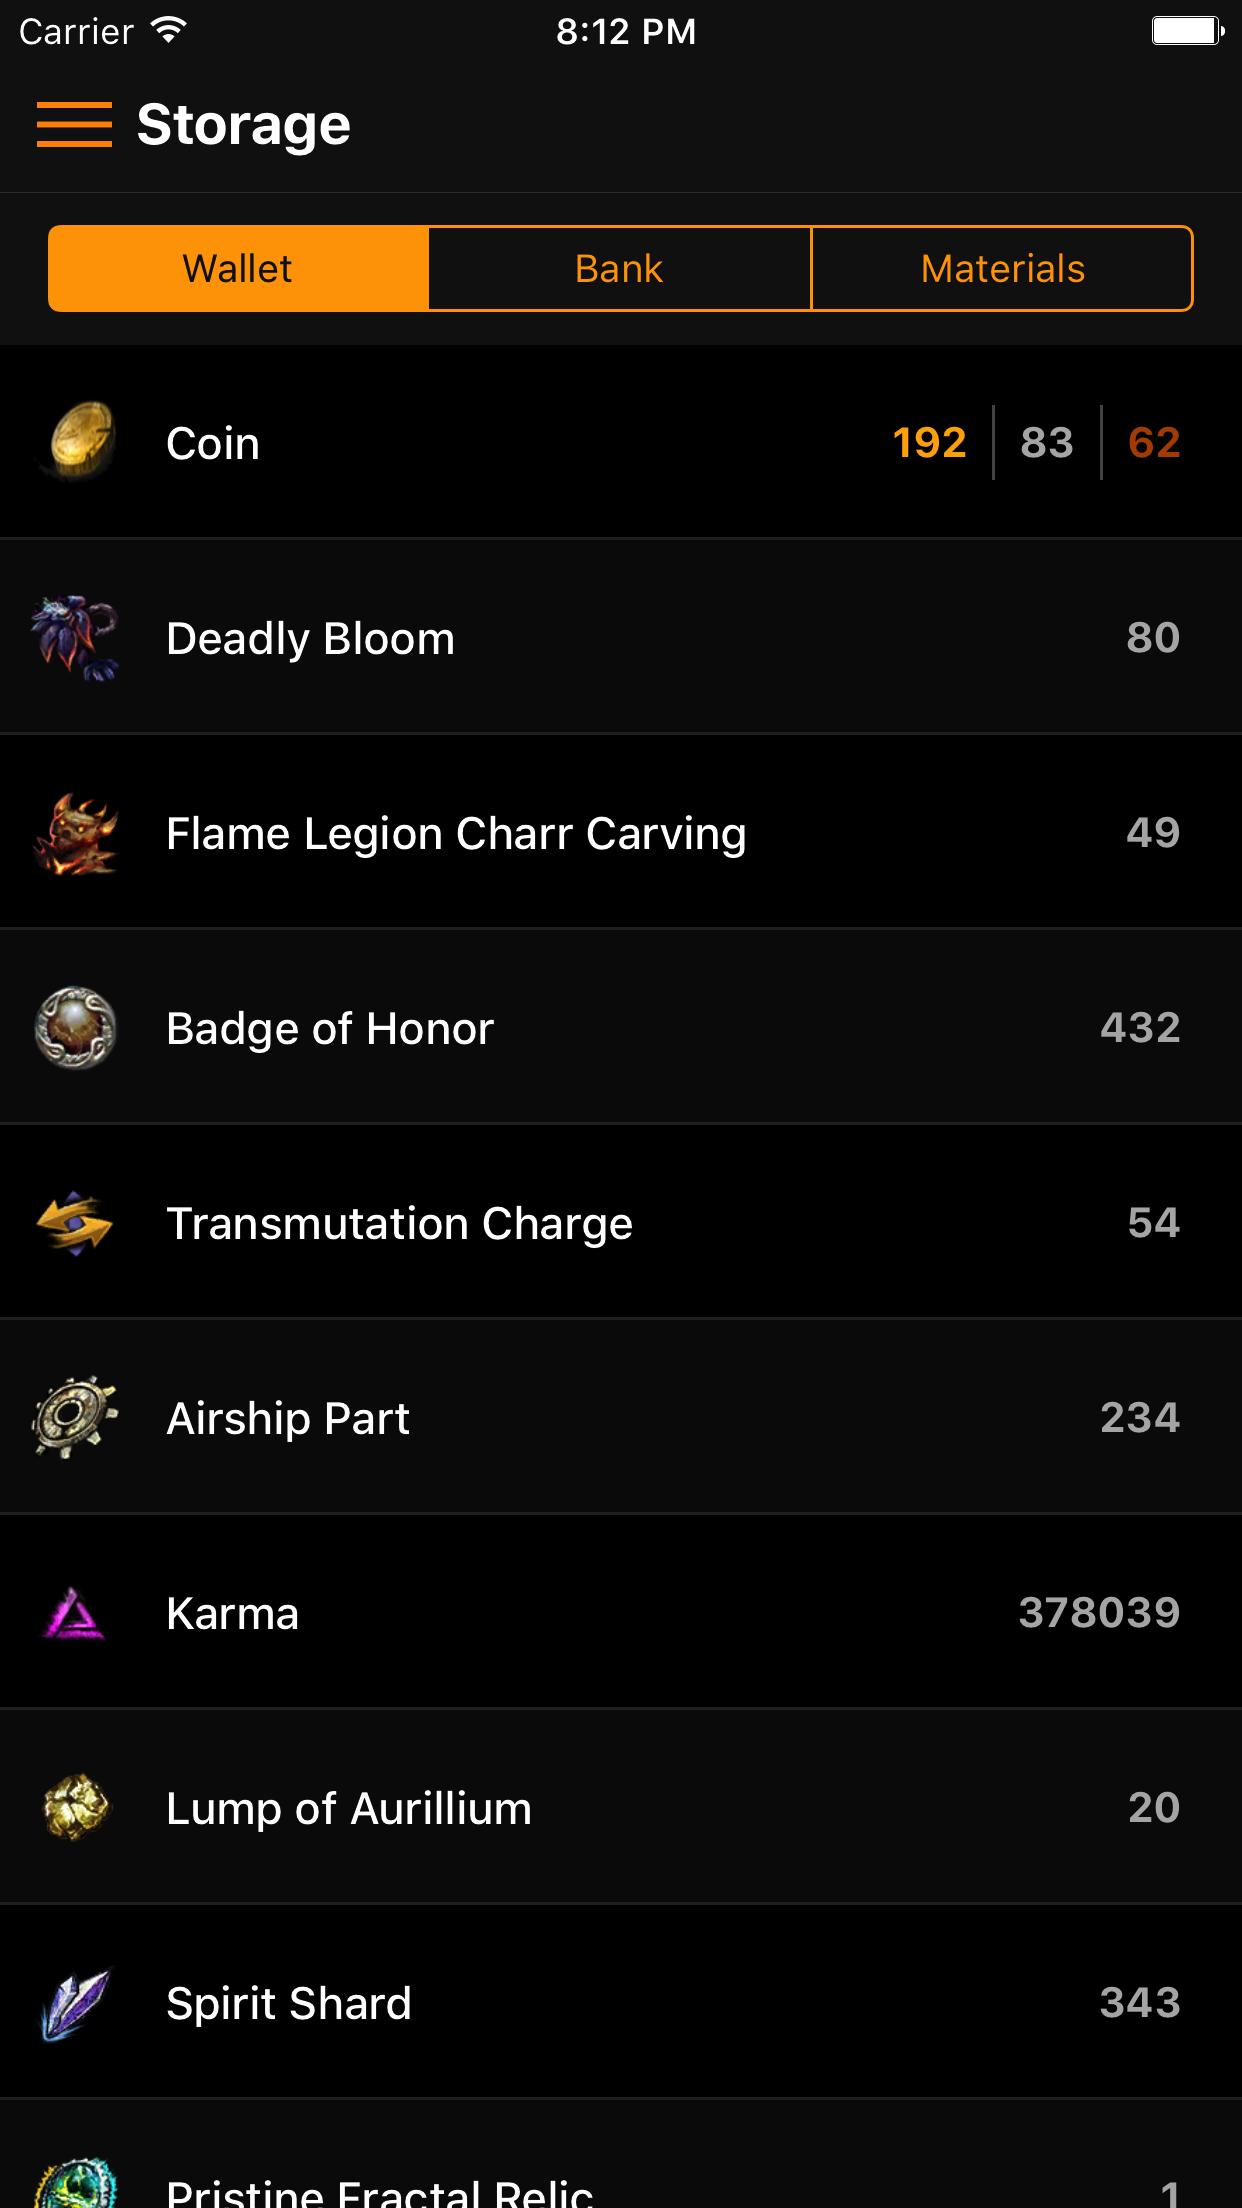 Carrier 8:12 PM
Storage
Wallet Bank Materials
Coin 192 83 62
Deadly Bloom 80
Flame Legion Charr Carving 49
Badge of Honor 432
Transmutation Charge 54
Airship Part 234
Karma 378039
Lump of Aurillium 20
Spirit Shard 343
Pristine Fractal Relic 1